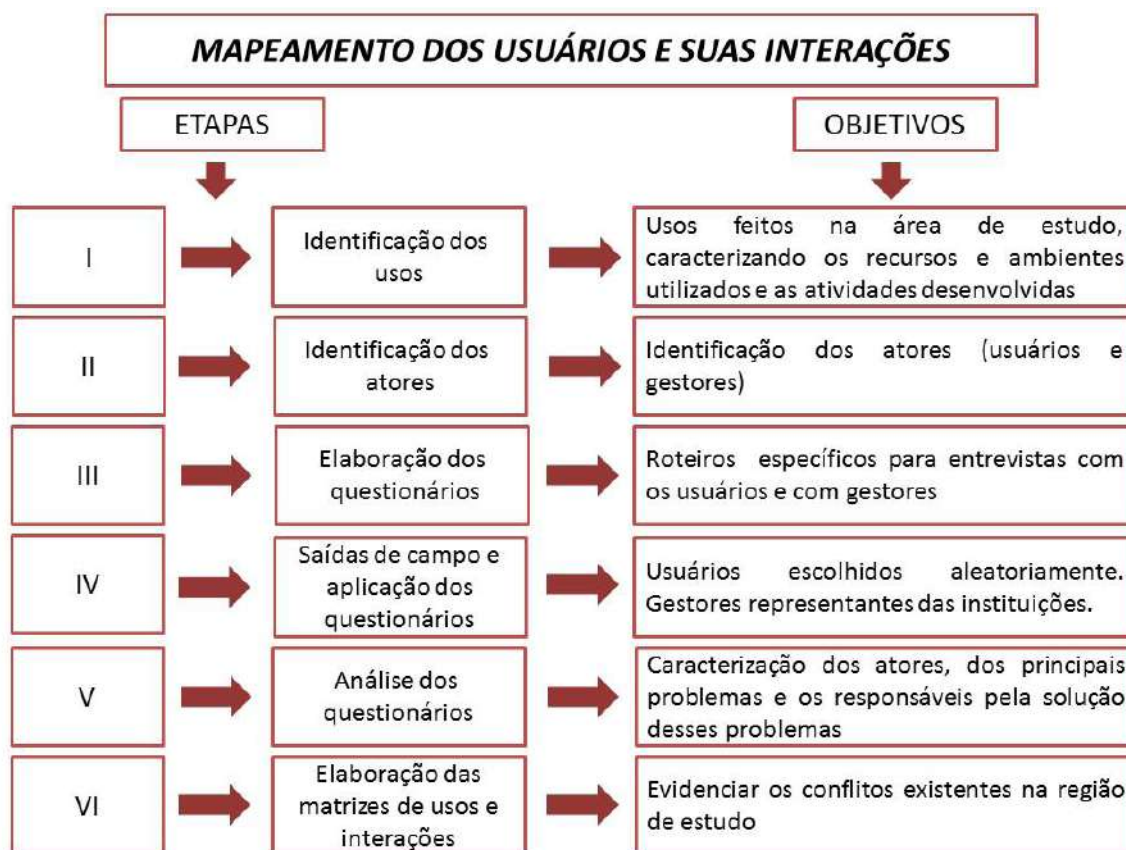 MAPEAMENTO DOS USUÁRIOS E SUAS INTERAÇÕES
ETAPAS
OBJETIVOS
I
Identificação dos
usos
Usos feitos na área de estudo,
caracterizando os recursos e ambientes
utilizados e as atividades desenvolvidas
II
Identificação dos
atores
Identificação dos atores (usuários e
gestores)
III
Elaboração dos
questionários
Roteiros específicos para entrevistas com
os usuários e com gestores
IV
Saídas de campo e
aplicação dos
questionários
Usuários escolhidos aleatoriamente.
Gestores representantes das instituições.
V
Análise dos
questionários
Caracterização dos atores, dos principais
problemas e os responsáveis pela solução
desses problemas
VI
Elaboração das
matrizes de usos e
interações
Evidenciar os conflitos existentes na região
de estudo